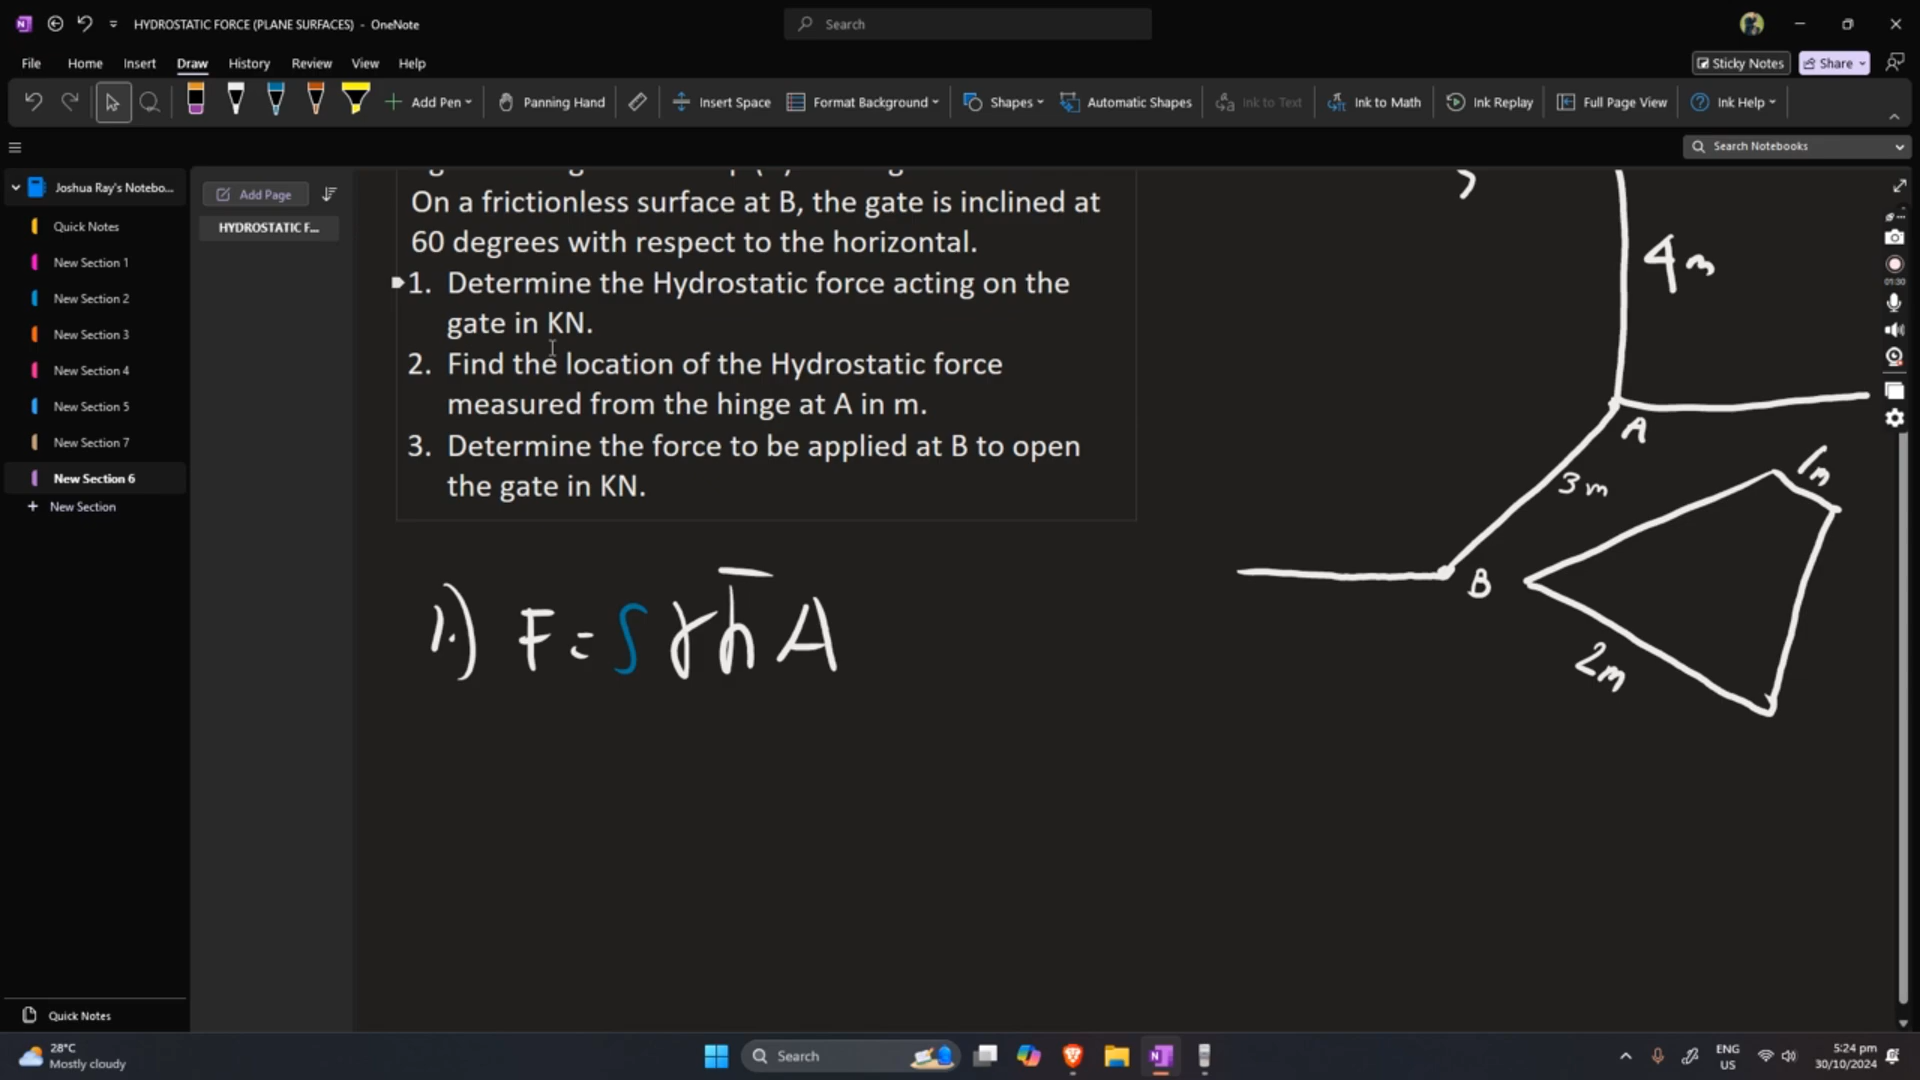 HYDROSTATIC FORCE (PLANE SURFACES) - OneNote
Search
File Home Insert Draw History Review View Help
Sticky Notes
Share
Add Pen
Panning Hand
Insert Space
Format Background
Shapes
Automatic Shapes
Ink to Text
Ink to Math
Ink Replay
Full Page View
Ink Help
Search Notebooks
Joshua Ray's Notebo...
Quick Notes
New Section 1
New Section 2
New Section 3
New Section 4
New Section 5
New Section 7
New Section 6
New Section
Add Page
HYDROSTATIC F...
On a frictionless surface at B, the gate is inclined at
60 degrees with respect to the horizontal.
1. Determine the Hydrostatic force acting on the
gate in KN.
2. Find the location of the Hydrostatic force
measured from the hinge at A in m.
3. Determine the force to be applied at B to open
the gate in KN.
1.) F = ∫ γ h̄ A
4m
A
3m
B
1m
2m
01:30
Quick Notes
28°C
Mostly cloudy
Search
ENG
US
5:24 pm
30/10/2024